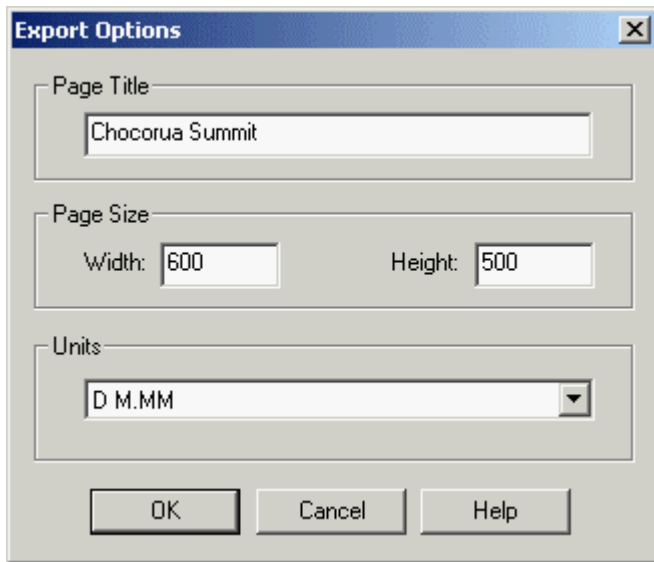 Export Options
Page Title
Chocorua Summit
Page Size
Width: 600 Height: 500
Units
D M.MM
OK Cancel Help